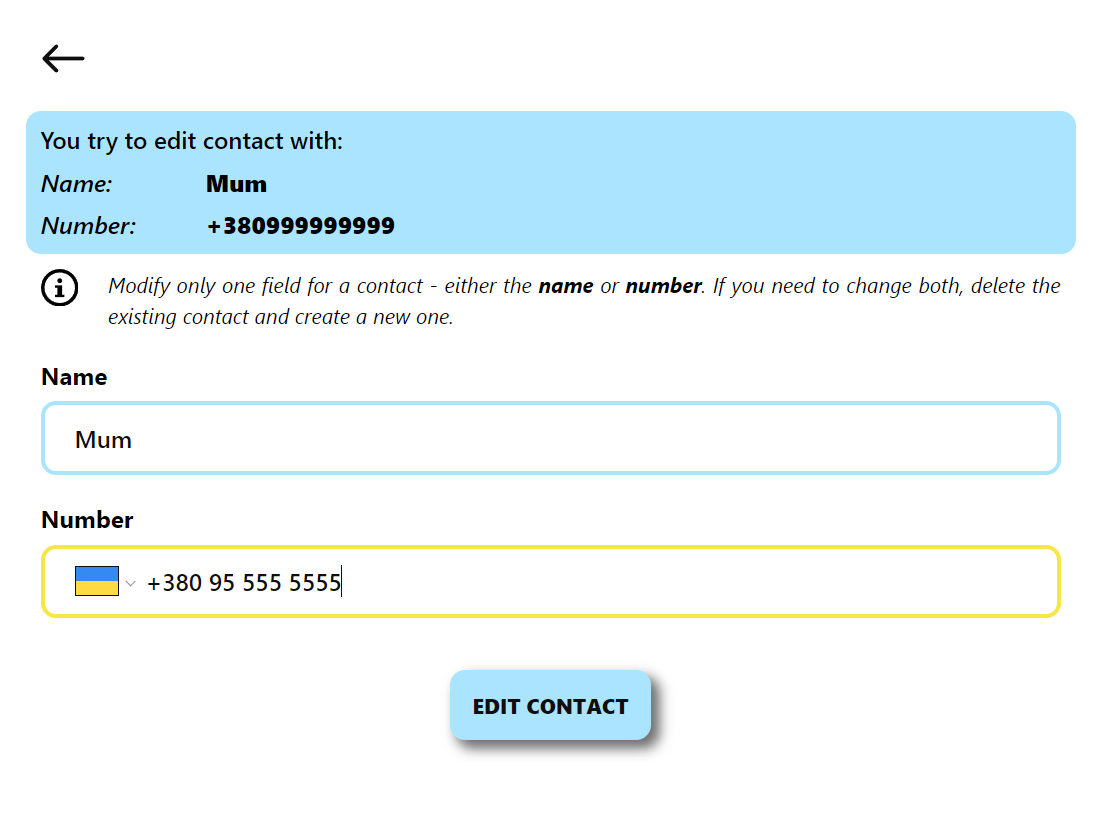 You try to edit contact with:
Name: Mum
Number: +380999999999
Modify only one field for a contact - either the name or number. If you need to change both, delete the
existing contact and create a new one.
Name
Mum
Number
+380 95 555 5555
EDIT CONTACT